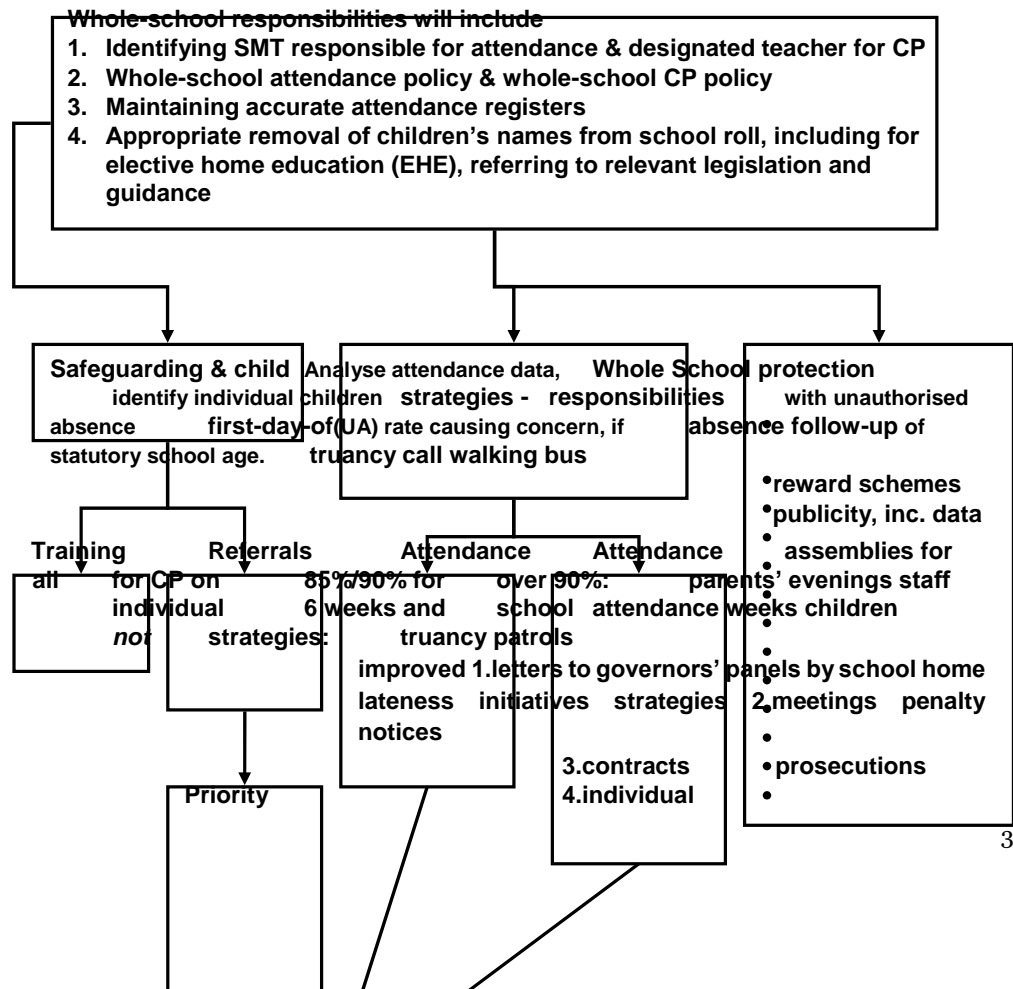 Whole-school responsibilities will include
1. Identifying SMT responsible for attendance & designated teacher for CP
2. Whole-school attendance policy & whole-school CP policy
3. Maintaining accurate attendance registers
4. Appropriate removal of children's names from school roll, including for
elective home education (EHE), referring to relevant legislation and
guidance
Safeguarding & child Analyse attendance data, Whole School protection
identify individual children strategies - responsibilities with unauthorised
absence first-day-of(UA) rate causing concern, if absence follow-up of
statutory school age. truancy call walking bus
•reward schemes
•publicity, inc. data
Training Referrals Attendance Attendance assemblies for
all for CP on 85%/90% for over 90%: parents' evenings staff
individual 6 weeks and school attendance weeks children
not strategies: truancy patrols
improved 1.letters to governors' panels by school home
lateness initiatives strategies 2.meetings penalty
notices
3.contracts •prosecutions
4.individual
Priority
3